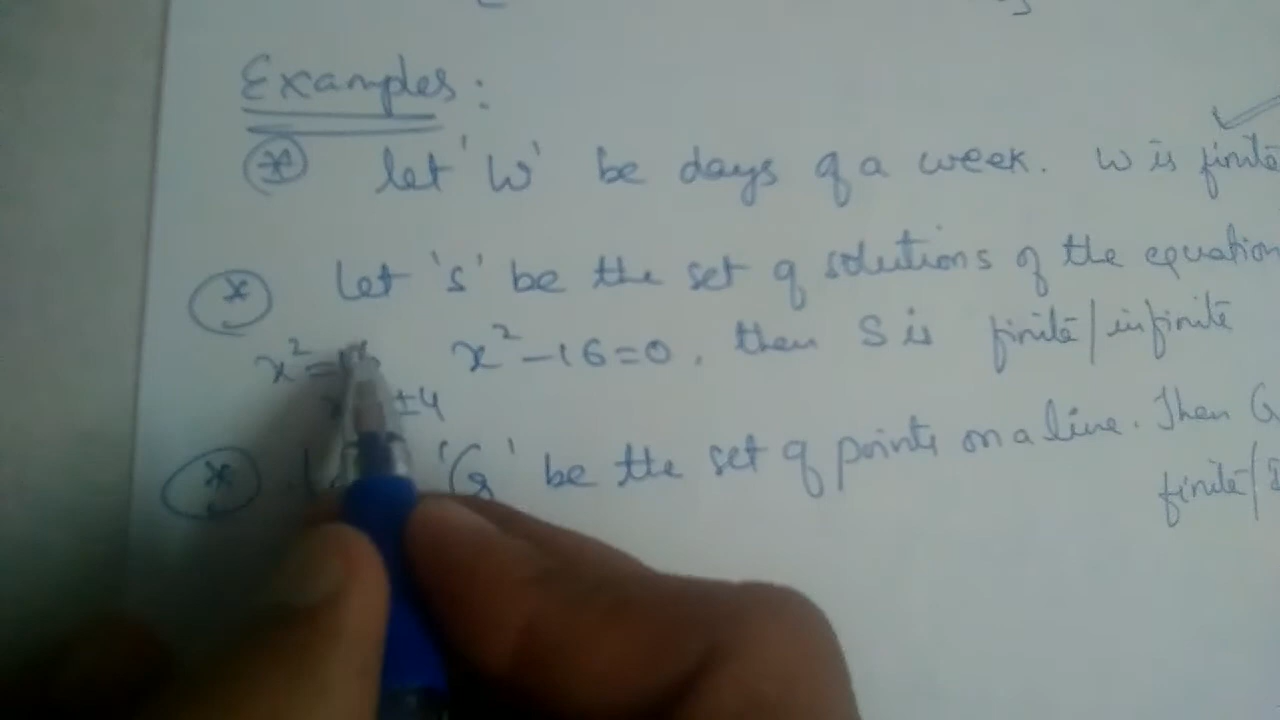 Examples:
* let 'W' be days of a week. W is finite
* Let 's' be the set of solutions of the equation
x² = x² - 16 = 0. then S is finite/infinite
±4
* 'G' be the set of points on a line. Then G
finite/